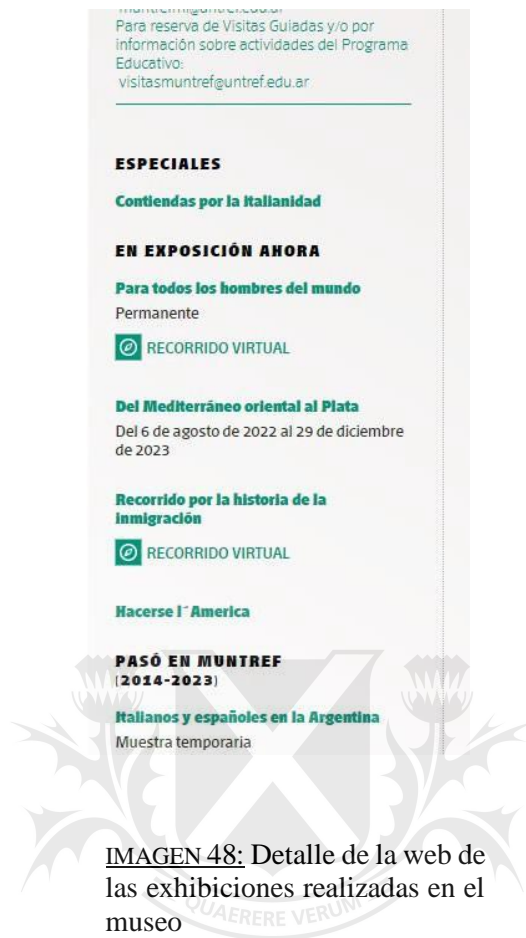 Para reserva de Visitas Guiadas y/o por
información sobre actividades del Programa
Educativo:
visitasmuntref@untref.edu.ar
ESPECIALES
Contiendas por la italianidad
EN EXPOSICIÓN AHORA
Para todos los hombres del mundo
Permanente
RECORRIDO VIRTUAL
Del Mediterráneo oriental al Plata
Del 6 de agosto de 2022 al 29 de diciembre
de 2023
Recorrido por la historia de la
inmigración
RECORRIDO VIRTUAL
Hacerse l´America
PASÓ EN MUNTREF
(2014-2023)
Italianos y españoles en la Argentina
Muestra temporaria
IMAGEN 48: Detalle de la web de
las exhibiciones realizadas en el
museo
QUAERERE VERUM